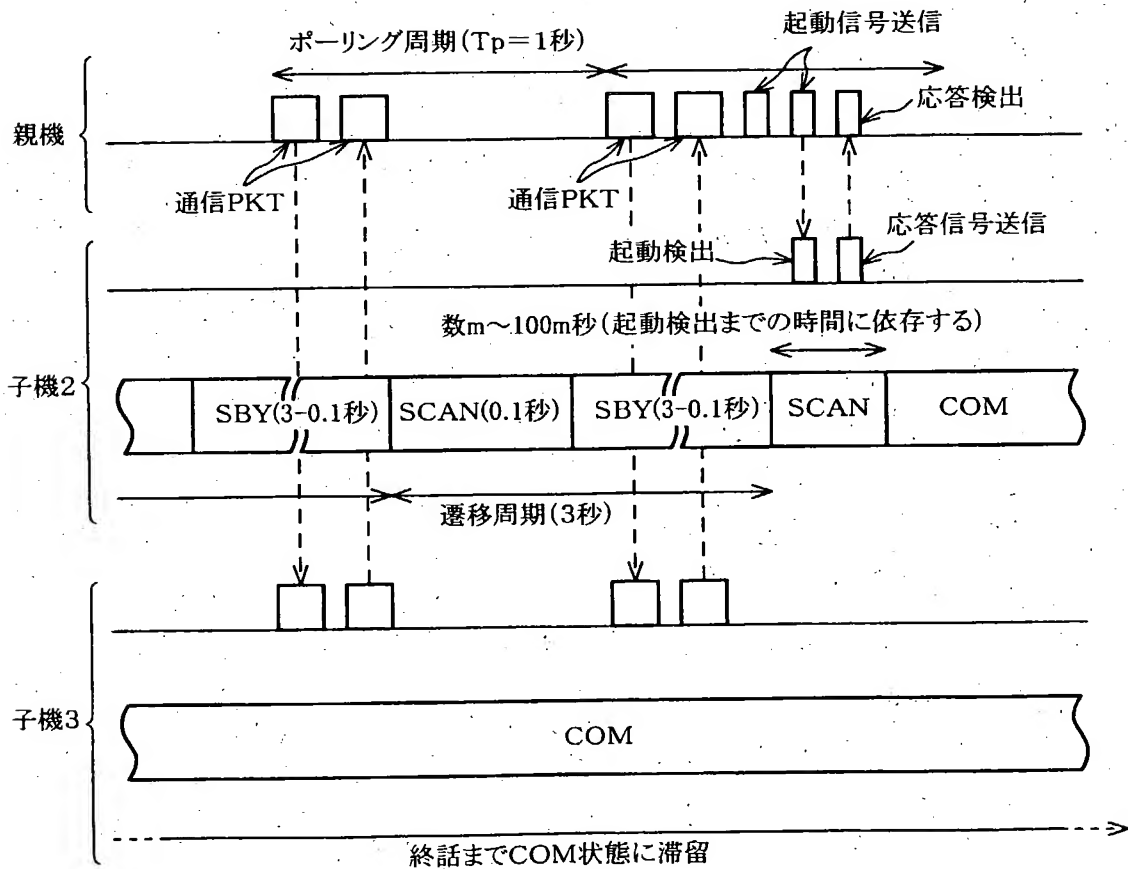 ポーリング周期(Tp=1秒)
起動信号送信
応答検出
親機
通信PKT
通信PKT
起動検出
応答信号送信
数m～100m秒(起動検出までの時間に依存する)
子機2
SBY(3-0.1秒)
SCAN(0.1秒)
SBY(3-0.1秒)
SCAN
COM
遷移周期(3秒)
子機3
COM
終話までCOM状態に滞留